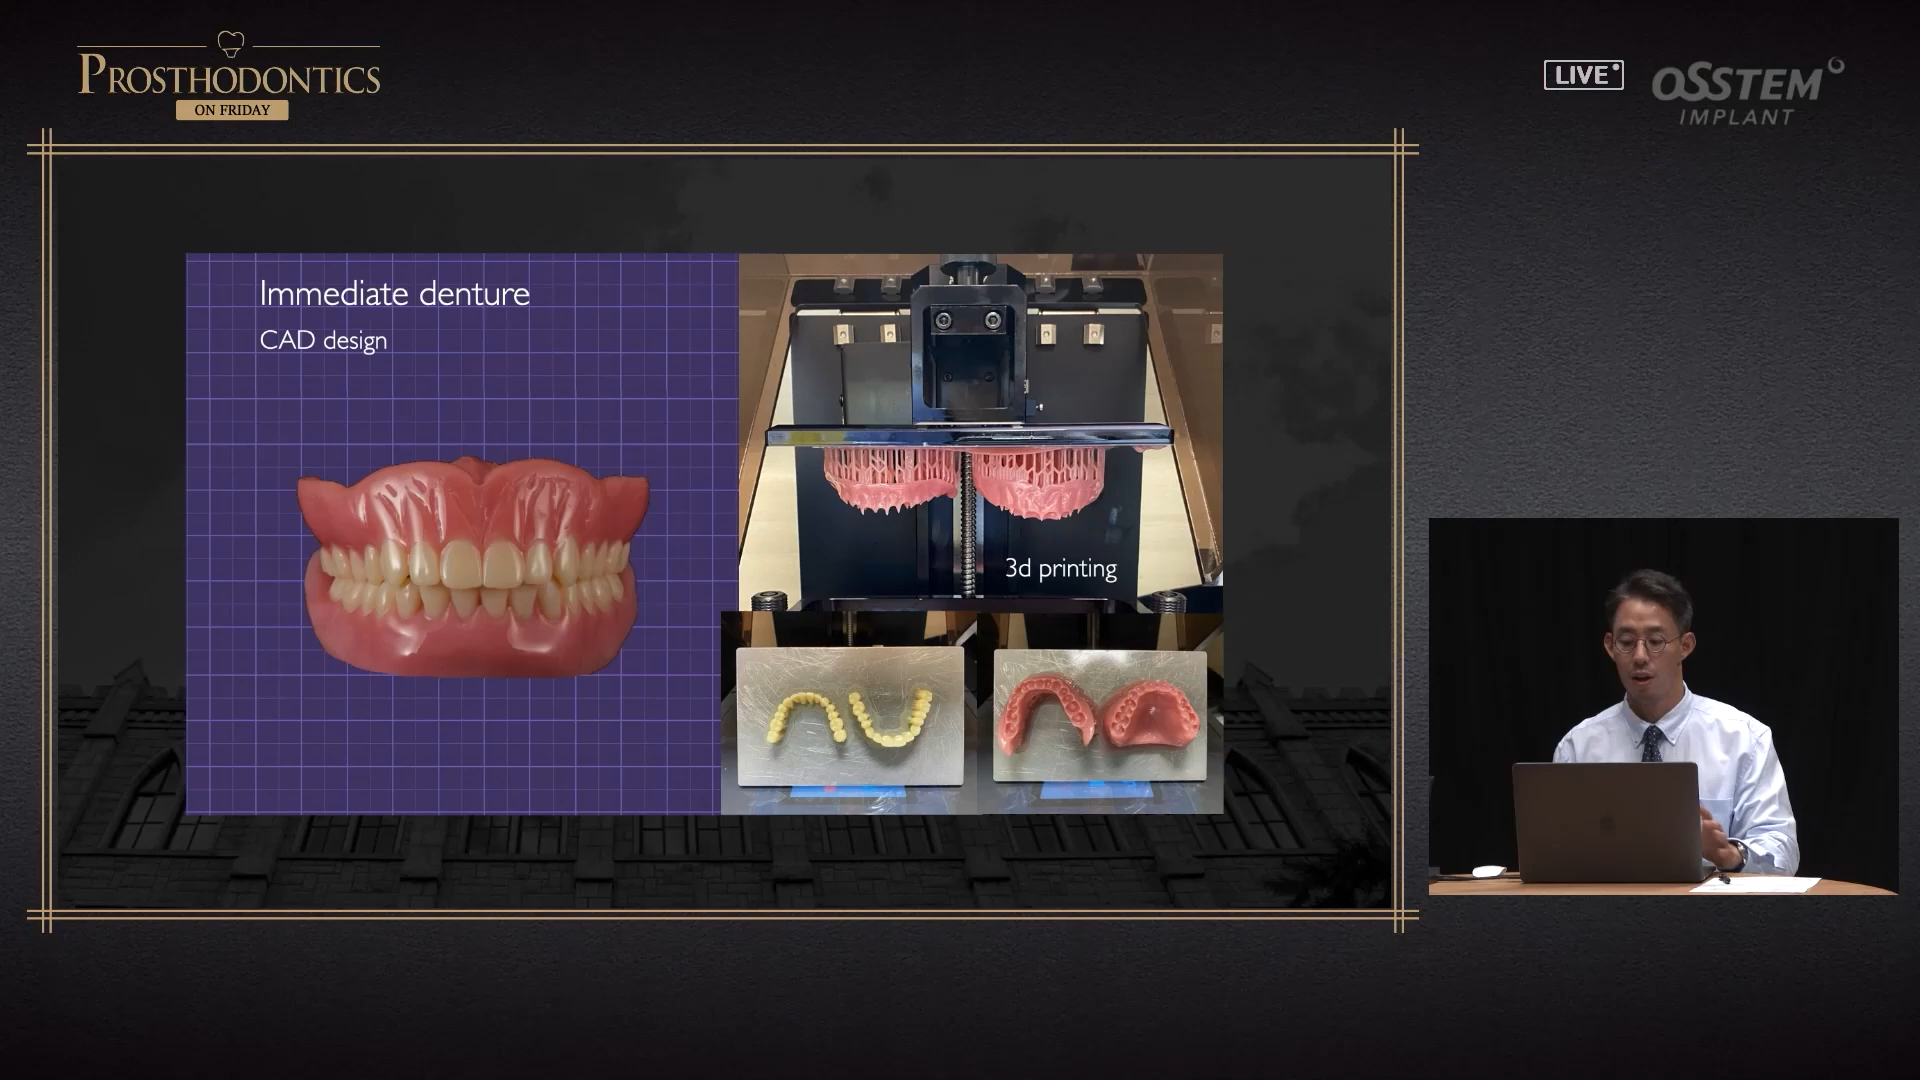 PROSTHODONTICS
ON FRIDAY
LIVE
OSSTEM
IMPLANT
Immediate denture
CAD design
3d printing